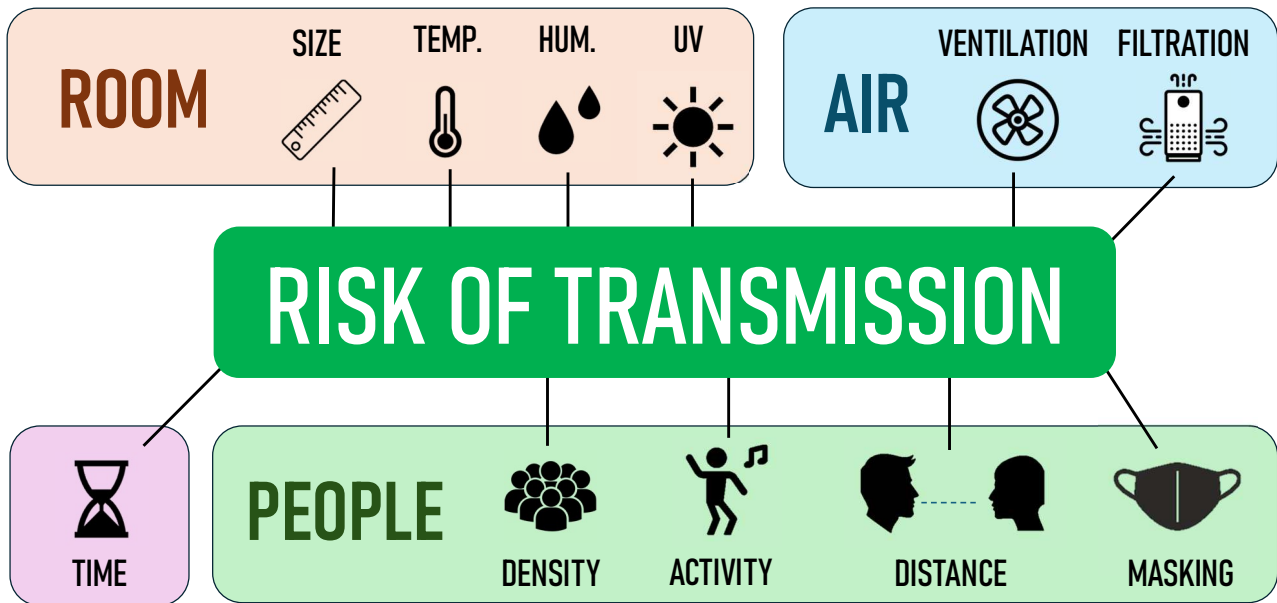 ROOM
SIZE
TEMP.
HUM.
UV
AIR
VENTILATION
FILTRATION
RISK OF TRANSMISSION
TIME
PEOPLE
DENSITY
ACTIVITY
DISTANCE
MASKING